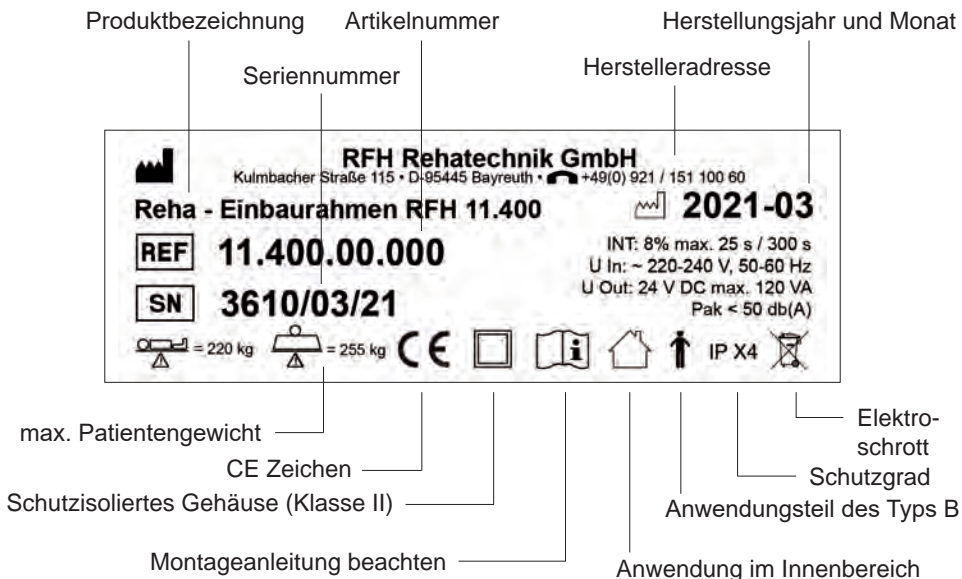 Produktbezeichnung Artikelnummer Herstellungsjahr und Monat
Seriennummer Herstelleradresse
RFH Rehatechnik GmbH
Kulmbacher Straße 115 • D-95445 Bayreuth • +49(0) 921 / 151 100 60
Reha - Einbaurahmen RFH 11.400 2021-03
REF 11.400.00.000
SN 3610/03/21
INT: 8% max. 25 s / 300 s
U In: ~ 220-240 V, 50-60 Hz
U Out: 24 V DC max. 120 VA
Pak < 50 db(A)
= 220 kg = 255 kg CE i IP X4
max. Patientengewicht
CE Zeichen
Schutzisoliertes Gehäuse (Klasse II)
Montageanleitung beachten
Elektro-
schrott
Schutzgrad
Anwendungsteil des Typs B
Anwendung im Innenbereich